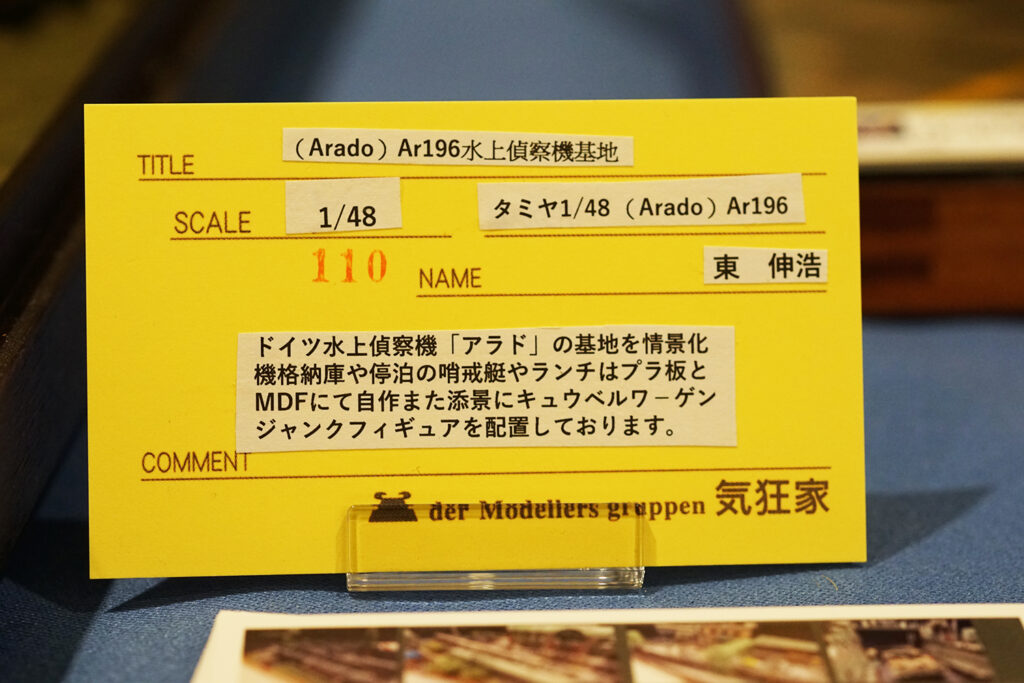 TITLE （Arado）Ar196水上偵察機基地
SCALE 1/48 タミヤ1/48（Arado）Ar196
110 NAME 東　伸浩
ドイツ水上偵察機「アラド」の基地を情景化
機格納庫や停泊の哨戒艇やランチはプラ板と
MDFにて自作また添景にキュウベルワーゲン
ジャンクフィギュアを配置しております。
COMMENT
der Modellers gruppen 気狂家